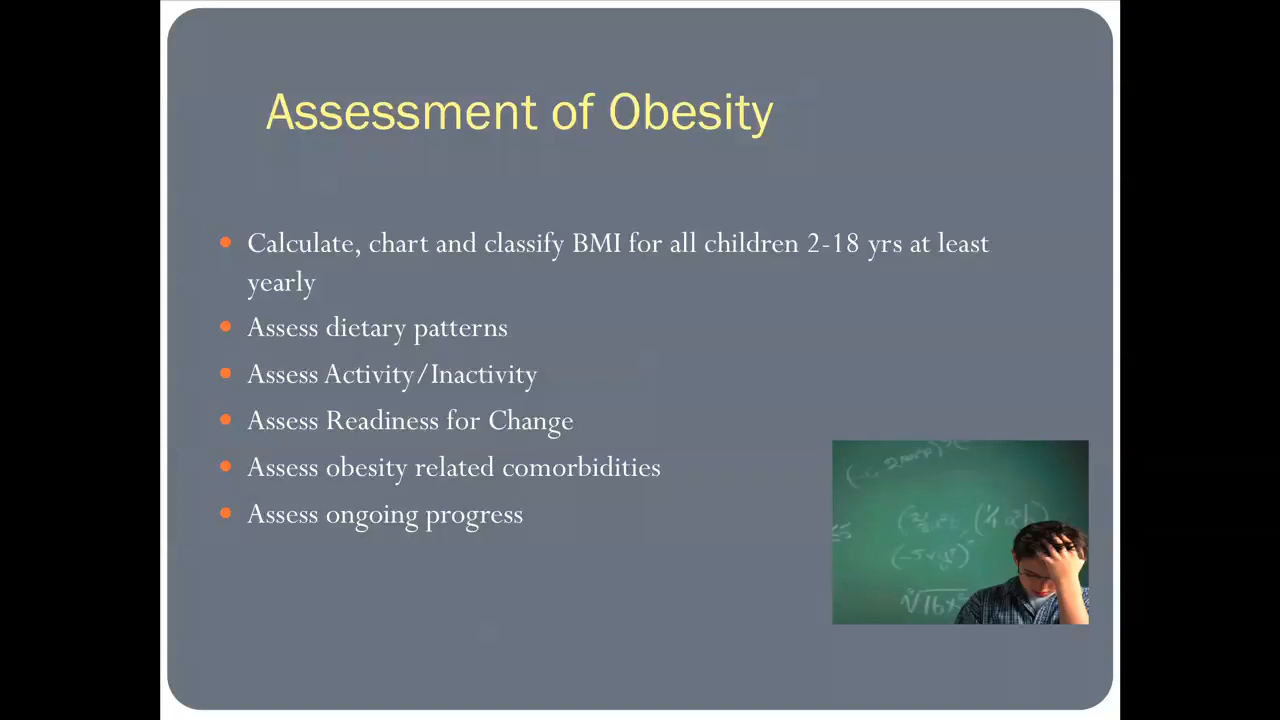 Assessment of Obesity
Calculate, chart and classify BMI for all children 2-18 yrs at least
yearly
Assess dietary patterns
Assess Activity/Inactivity
Assess Readiness for Change
Assess obesity related comorbidities
Assess ongoing progress